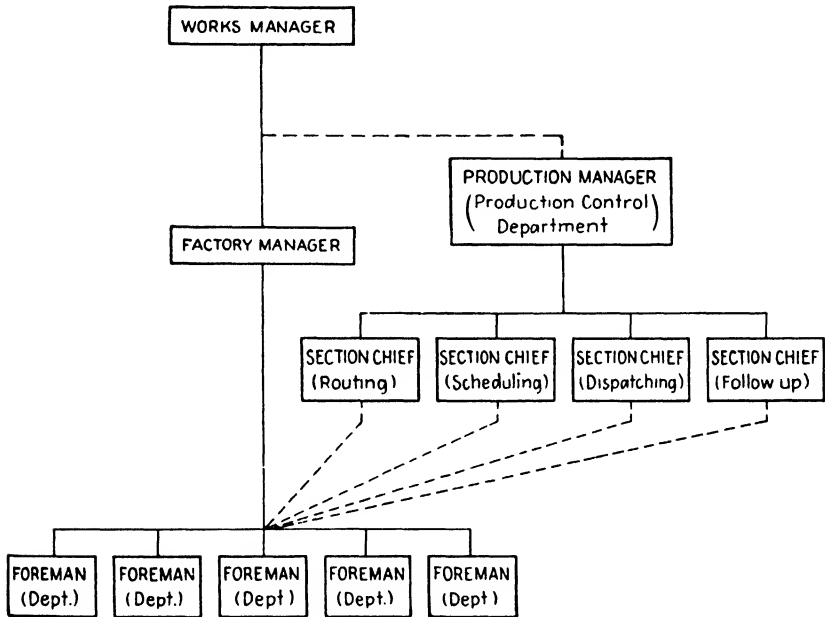 WORKS MANAGER
PRODUCTION MANAGER
(Production Control)
Department
FACTORY MANAGER
SECTION CHIEF
(Routing)
SECTION CHIEF
(Scheduling)
SECTION CHIEF
(Dispatching)
SECTION CHIEF
(Follow up)
FOREMAN
(Dept.)
FOREMAN
(Dept.)
FOREMAN
(Dept)
FOREMAN
(Dept.)
FOREMAN
(Dept)